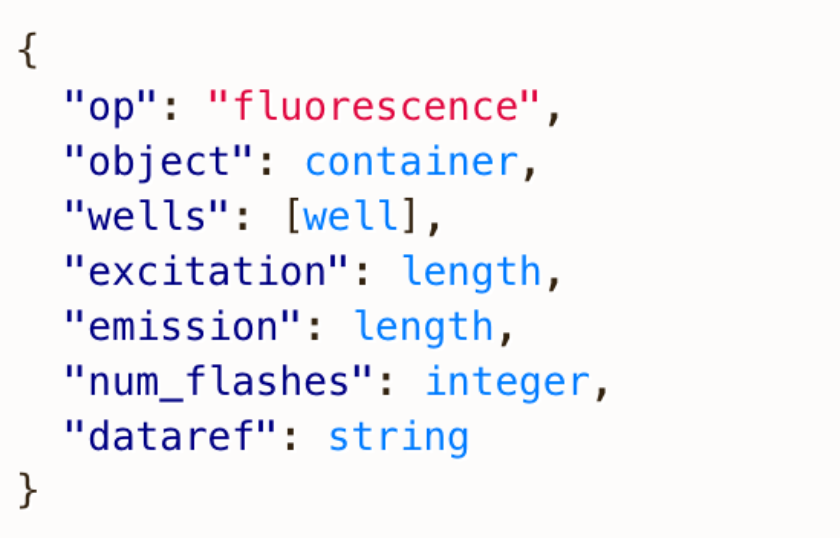 {
"op": "fluorescence",
"object": container,
"wells": [well],
"excitation": length,
"emission": length,
"num_flashes": integer,
"dataref": string
}